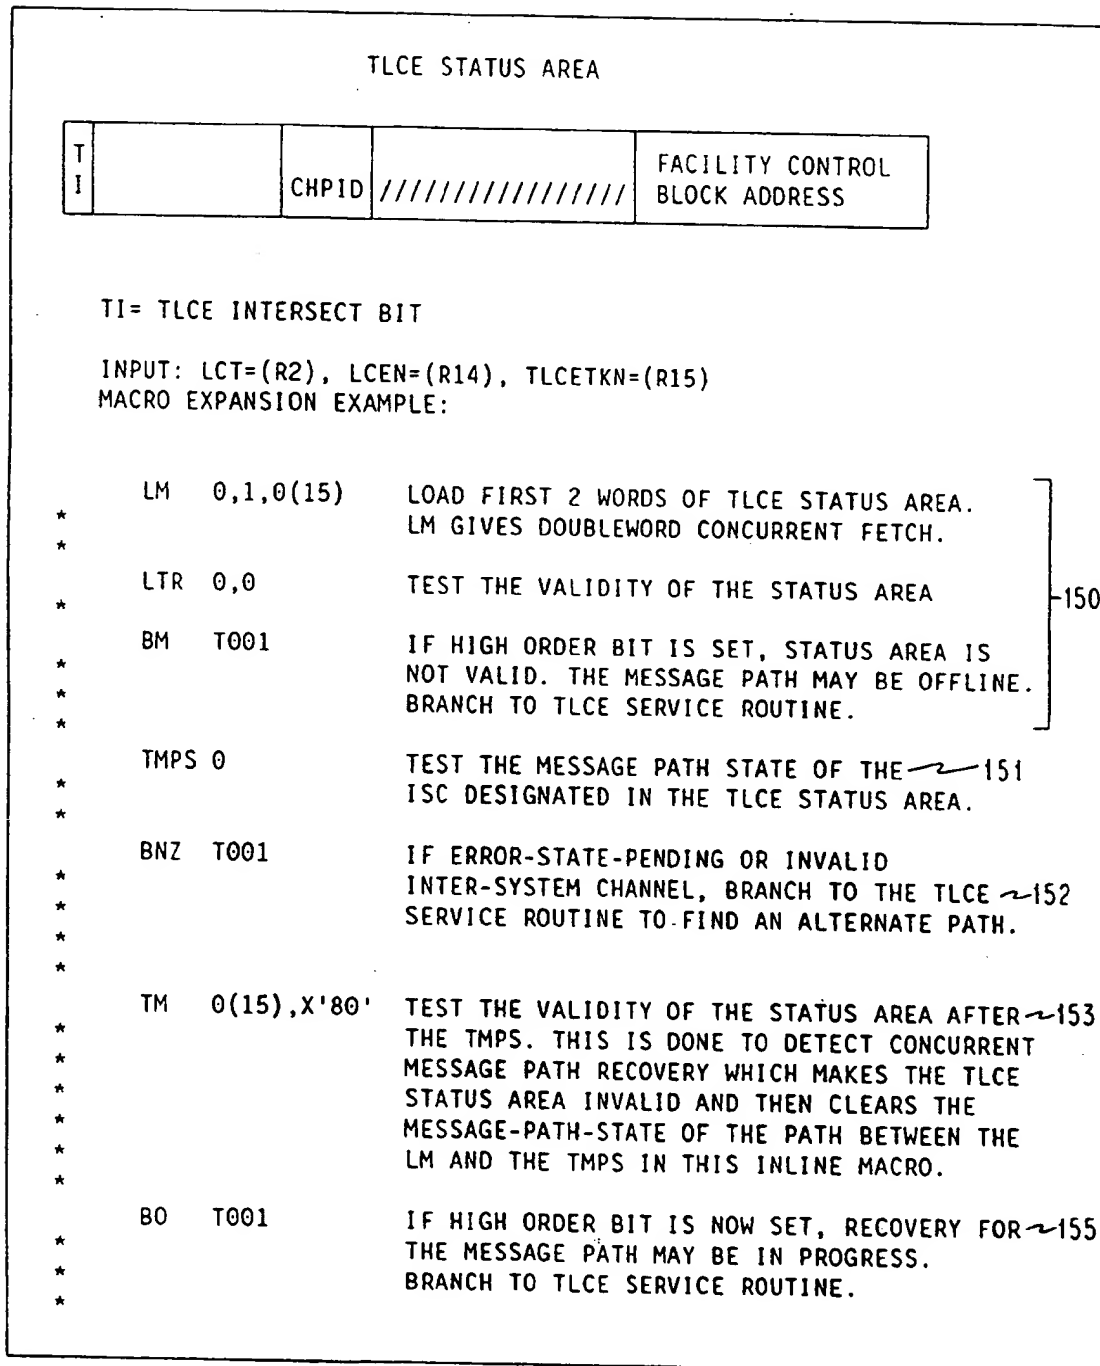 TLCE STATUS AREA
T
I
CHPID
/////////////////
FACILITY CONTROL
BLOCK ADDRESS
TI= TLCE INTERSECT BIT
INPUT: LCT=(R2), LCEN=(R14), TLCETKN=(R15)
MACRO EXPANSION EXAMPLE:
LM 0,1,0(15) LOAD FIRST 2 WORDS OF TLCE STATUS AREA.
* LM GIVES DOUBLEWORD CONCURRENT FETCH.
*
LTR 0,0 TEST THE VALIDITY OF THE STATUS AREA 150
*
BM T001 IF HIGH ORDER BIT IS SET, STATUS AREA IS
* NOT VALID. THE MESSAGE PATH MAY BE OFFLINE.
* BRANCH TO TLCE SERVICE ROUTINE.
*
TMPS 0 TEST THE MESSAGE PATH STATE OF THE 151
* ISC DESIGNATED IN THE TLCE STATUS AREA.
*
BNZ T001 IF ERROR-STATE-PENDING OR INVALID
* INTER-SYSTEM CHANNEL, BRANCH TO THE TLCE 152
* SERVICE ROUTINE TO FIND AN ALTERNATE PATH.
*
*
TM 0(15),X'80' TEST THE VALIDITY OF THE STATUS AREA AFTER 153
* THE TMPS. THIS IS DONE TO DETECT CONCURRENT
* MESSAGE PATH RECOVERY WHICH MAKES THE TLCE
* STATUS AREA INVALID AND THEN CLEARS THE
* MESSAGE-PATH-STATE OF THE PATH BETWEEN THE
* LM AND THE TMPS IN THIS INLINE MACRO.
*
BO T001 IF HIGH ORDER BIT IS NOW SET, RECOVERY FOR 155
* THE MESSAGE PATH MAY BE IN PROGRESS.
* BRANCH TO TLCE SERVICE ROUTINE.
*